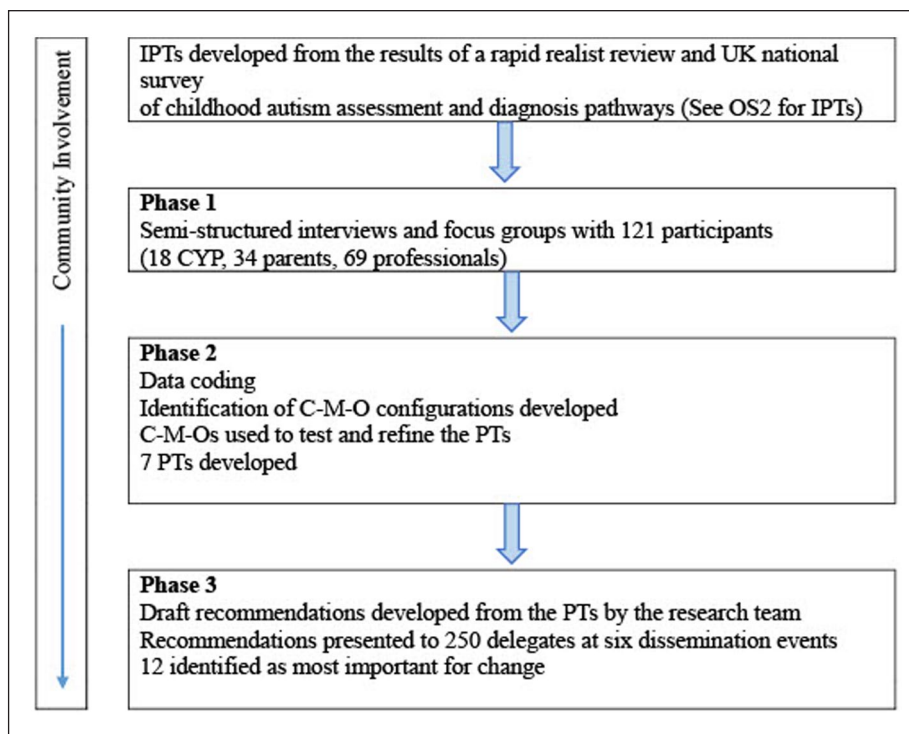 Community Involvement
IPTs developed from the results of a rapid realist review and UK national
survey
of childhood autism assessment and diagnosis pathways (See OS2 for IPTs)
Phase 1
Semi-structured interviews and focus groups with 121 participants
(18 CYP, 34 parents, 69 professionals)
Phase 2
Data coding
Identification of C-M-O configurations developed
C-M-Os used to test and refine the PTs
7 PTs developed
Phase 3
Draft recommendations developed from the PTs by the research team
Recommendations presented to 250 delegates at six dissemination events
12 identified as most important for change